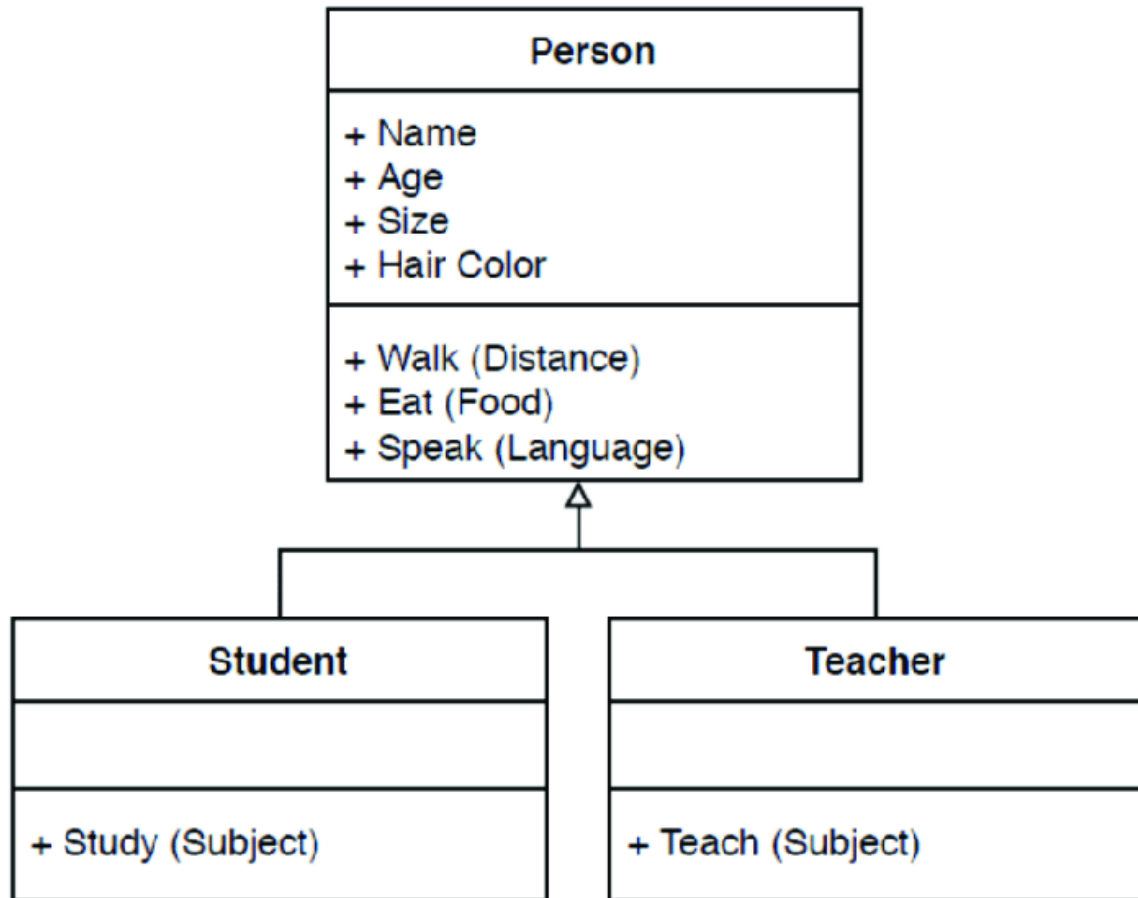 Person
+ Name
+ Age
+ Size
+ Hair Color
+ Walk (Distance)
+ Eat (Food)
+ Speak (Language)
Student
+ Study (Subject)
Teacher
+ Teach (Subject)